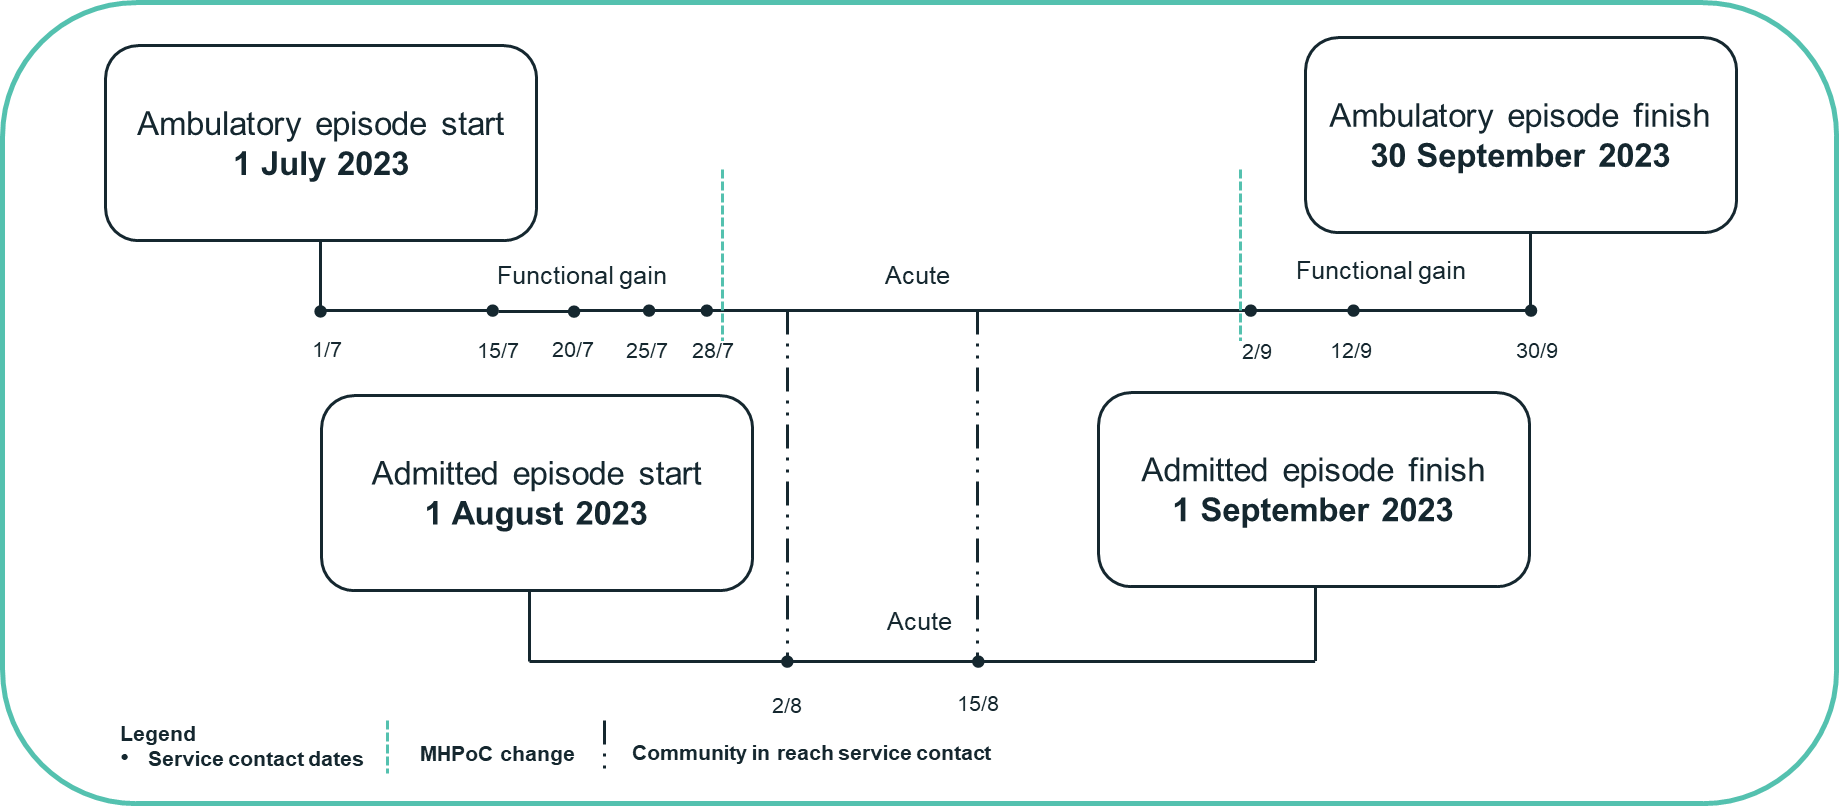 Ambulatory episode start
1 July 2023
Ambulatory episode finish
30 September 2023
Functional gain
Acute
Functional gain
1/7
15/7
20/7
25/7
28/7
2/9
12/9
30/9
Admitted episode start
1 August 2023
Admitted episode finish
1 September 2023
Acute
2/8
15/8
Legend
• Service contact dates
MHPoC change
Community in reach service contact